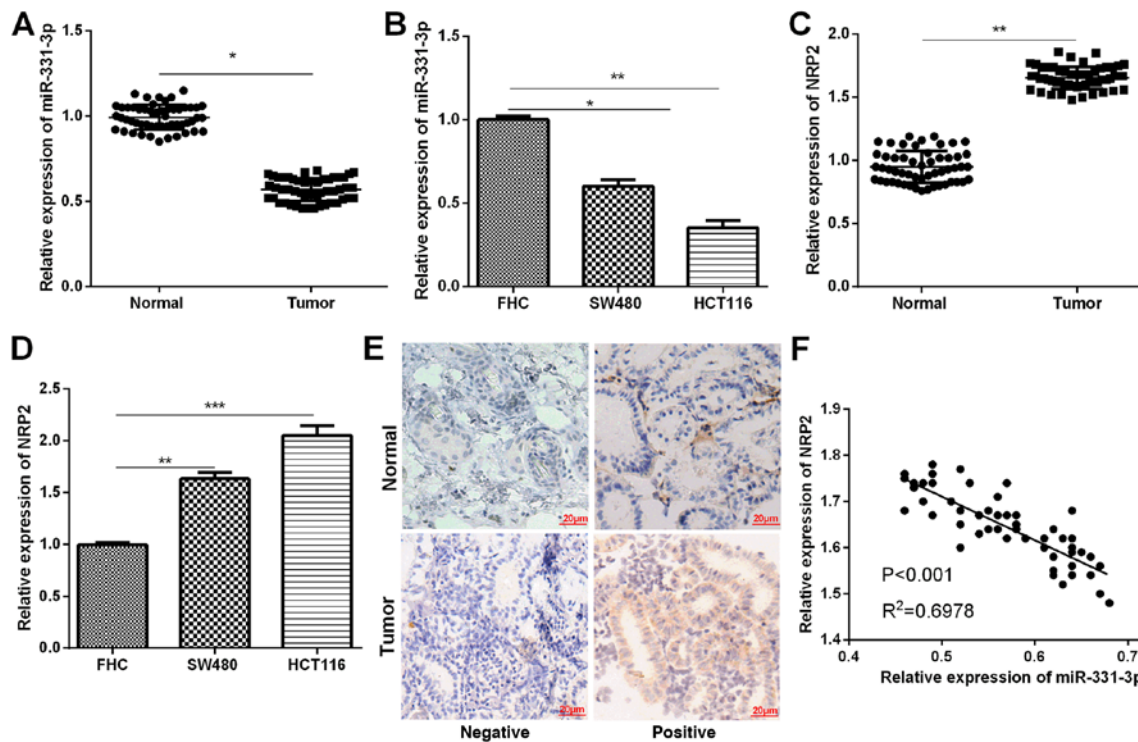 A
Relative expression of miR-331-3p
1.5
1.0
0.5
0.0
*
Normal
Tumor
B
Relative expression of miR-331-3p
1.5
1.0
0.5
0.0
**
*
FHC
SW480
HCT116
C
Relative expression of NRP2
2.0
1.5
1.0
0.5
0.0
**
Normal
Tumor
D
Relative expression of NRP2
2.5
2.0
1.5
1.0
0.5
0.0
***
**
FHC
SW480
HCT116
E
Normal
Tumor
20μm
20μm
20μm
20μm
Negative
Positive
F
Relative expression of NRP2
1.9
1.8
1.7
1.6
1.5
1.4
P<0.001
R²=0.6978
0.4
0.5
0.6
0.7
Relative expression of miR-331-3p